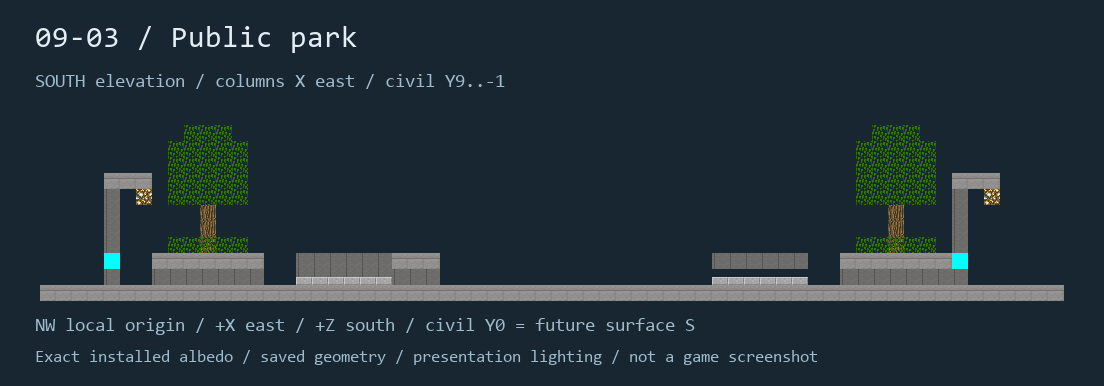 09-03 / Public park
SOUTH elevation / columns X east / civil Y9..-1
NW local origin / +X east / +Z south / civil Y0 = future surface S
Exact installed albedo / saved geometry / presentation lighting / not a game screenshot